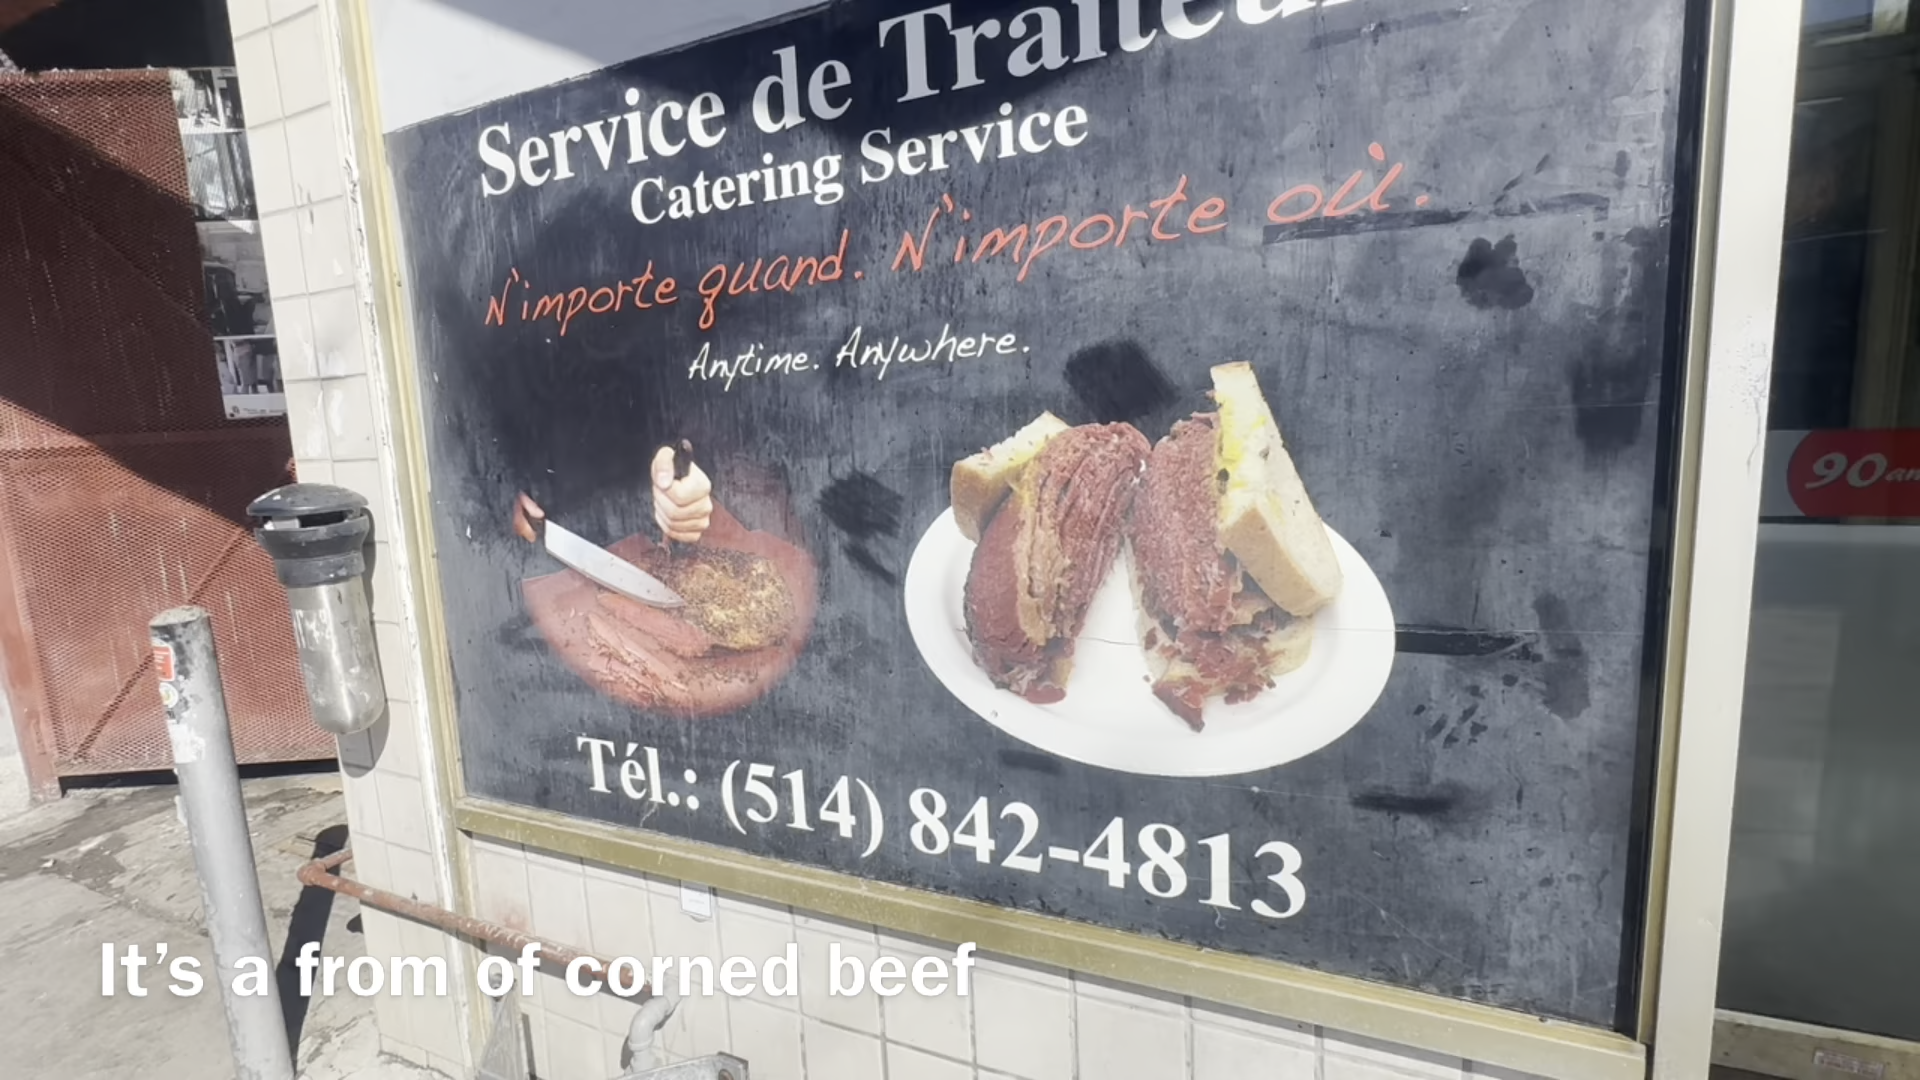 Service de Traiteur
Catering Service
N'importe quand. N'importe où.
Anytime. Anywhere.
90
Tél.: (514) 842-4813
It's a from of corned beef